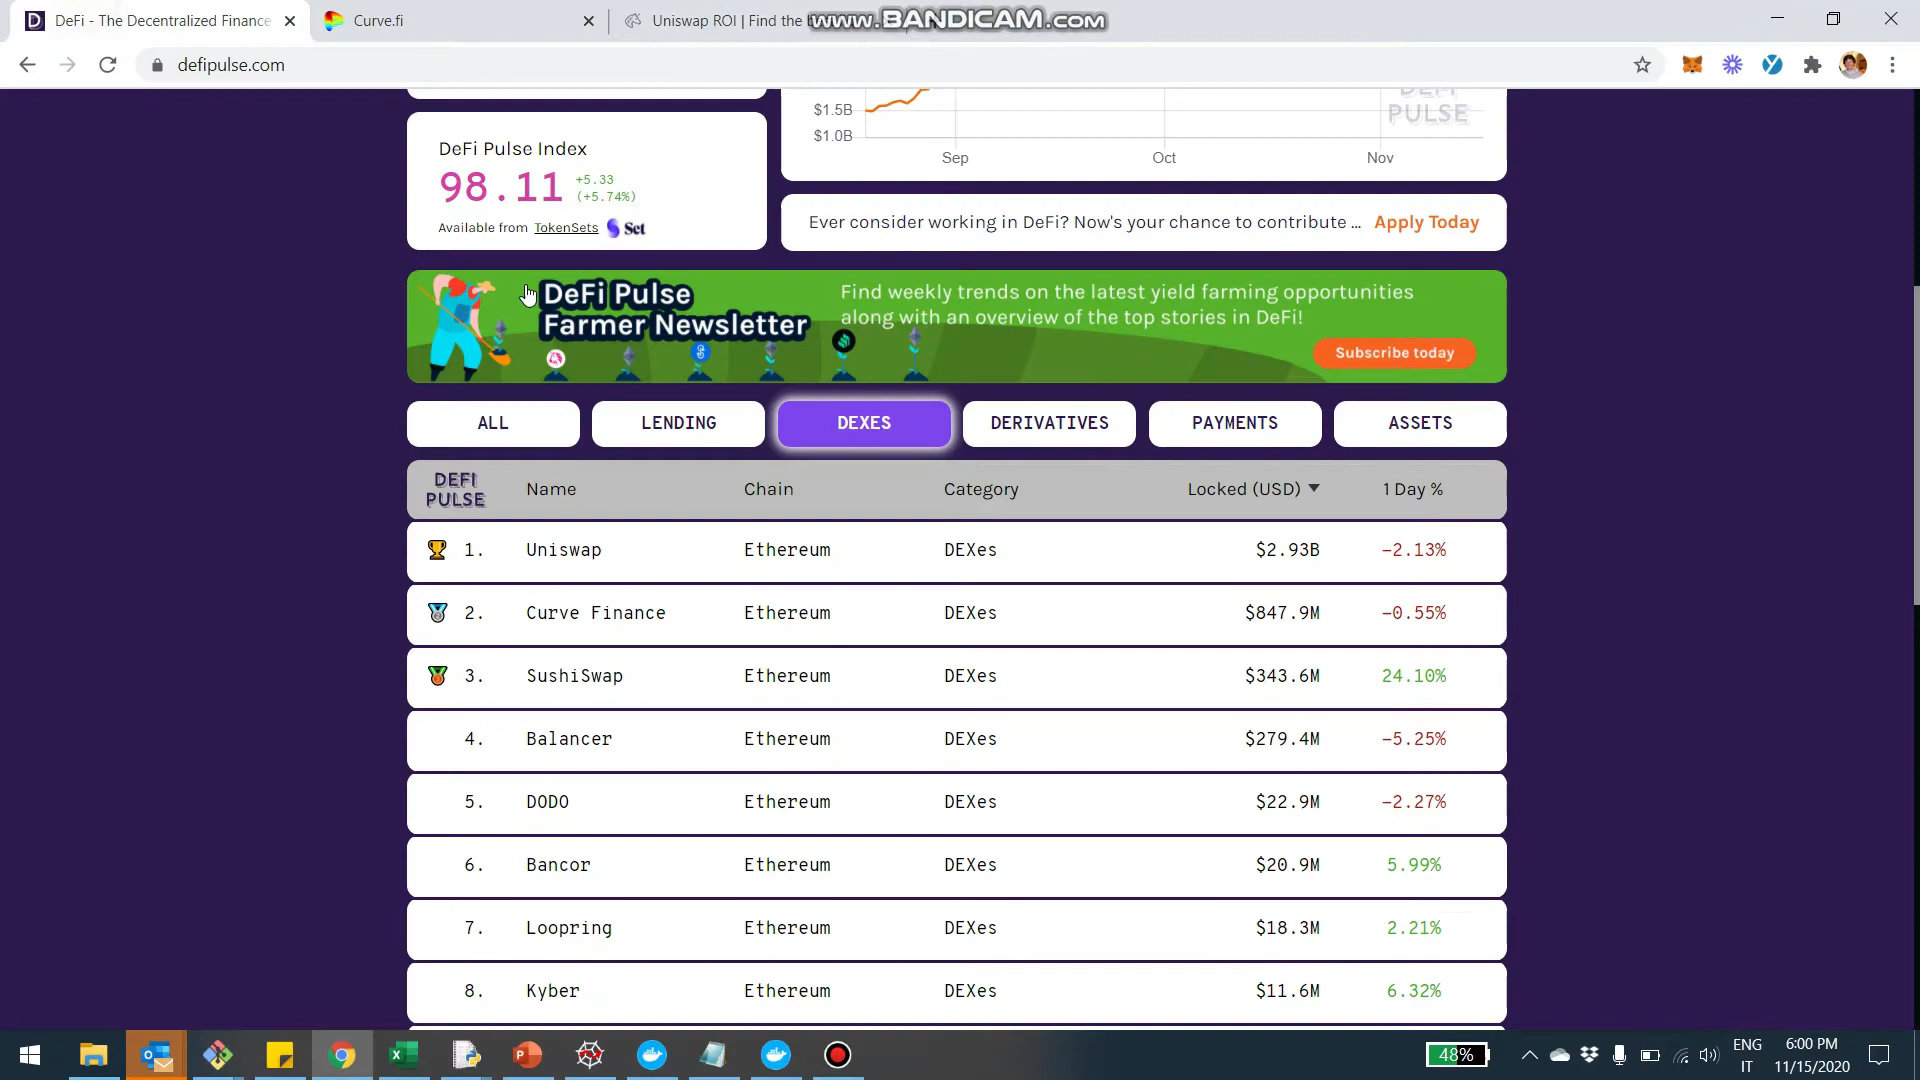 DeFi - The Decentralized Finance
Curve.fi
Uniswap ROI | Find the
WWW.BANDICAM.COM
defipulse.com
$1.5B
$1.0B
DEFI
PULSE
Sep
Oct
Nov
DeFi Pulse Index
98.11
+5.33
(+5.74%)
Available from TokenSets Set
Ever consider working in DeFi? Now's your chance to contribute ... Apply Today
DeFi Pulse
Farmer Newsletter
Find weekly trends on the latest yield farming opportunities
along with an overview of the top stories in DeFi!
Subscribe today
ALL LENDING DEXES DERIVATIVES PAYMENTS ASSETS
DEFI
PULSE
Name Chain Category Locked (USD) 1 Day %
1. Uniswap Ethereum DEXes $2.93B -2.13%
2. Curve Finance Ethereum DEXes $847.9M -0.55%
3. SushiSwap Ethereum DEXes $343.6M 24.10%
4. Balancer Ethereum DEXes $279.4M -5.25%
5. DODO Ethereum DEXes $22.9M -2.27%
6. Bancor Ethereum DEXes $20.9M 5.99%
7. Loopring Ethereum DEXes $18.3M 2.21%
8. Kyber Ethereum DEXes $11.6M 6.32%
48%
ENG
IT
6:00 PM
11/15/2020